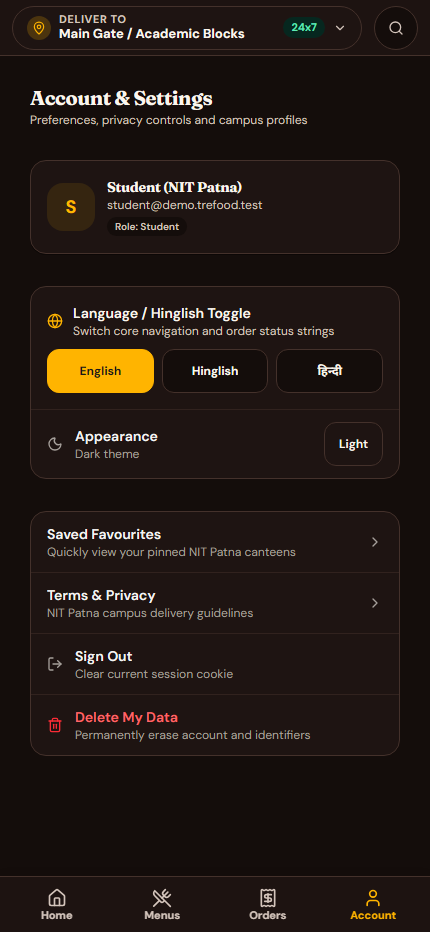 DELIVER TO
Main Gate / Academic Blocks
24x7
Account & Settings
Preferences, privacy controls and campus profiles
S
Student (NIT Patna)
student@demo.trefood.test
Role: Student
Language / Hinglish Toggle
Switch core navigation and order status strings
English
Hinglish
हिन्दी
Appearance
Dark theme
Light
Saved Favourites
Quickly view your pinned NIT Patna canteens
Terms & Privacy
NIT Patna campus delivery guidelines
Sign Out
Clear current session cookie
Delete My Data
Permanently erase account and identifiers
Home
Menus
Orders
Account